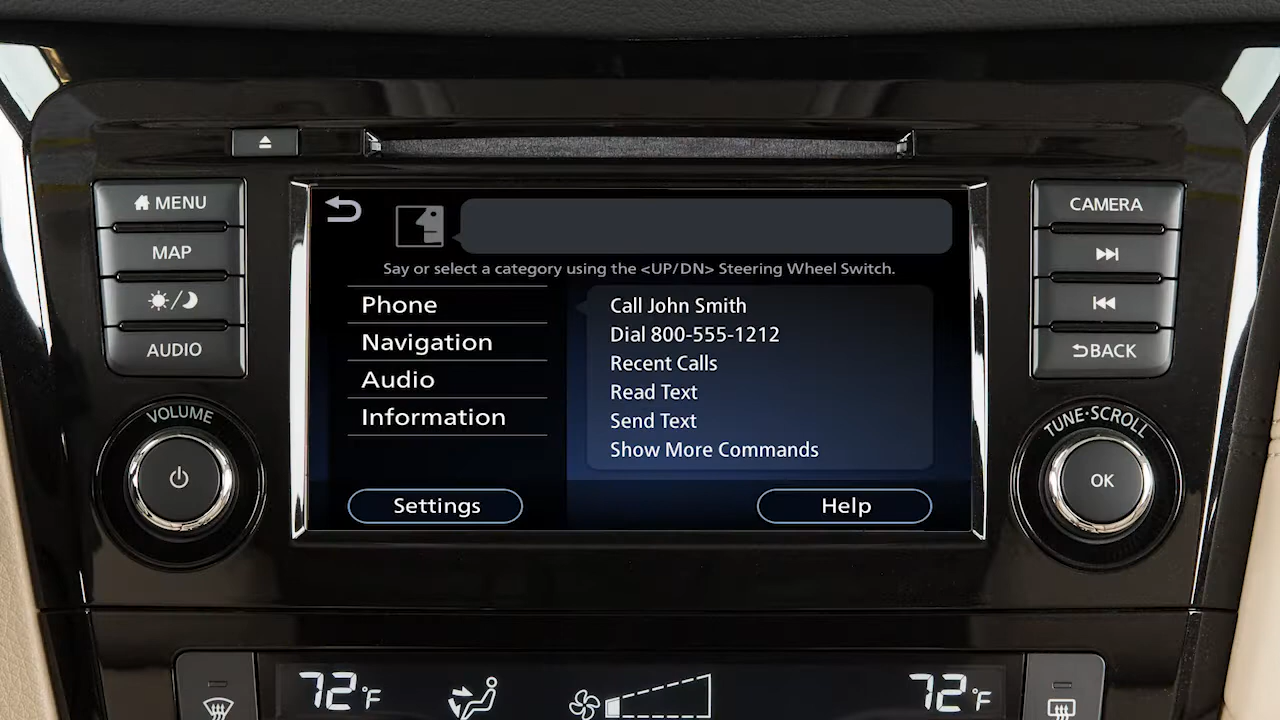 MENU
MAP
AUDIO
VOLUME
Say or select a category using the <UP/DN> Steering Wheel Switch.
Phone
Navigation
Audio
Information
Call John Smith
Dial 800-555-1212
Recent Calls
Read Text
Send Text
Show More Commands
Settings
Help
CAMERA
BACK
TUNE·SCROLL
OK
72°F
72°F